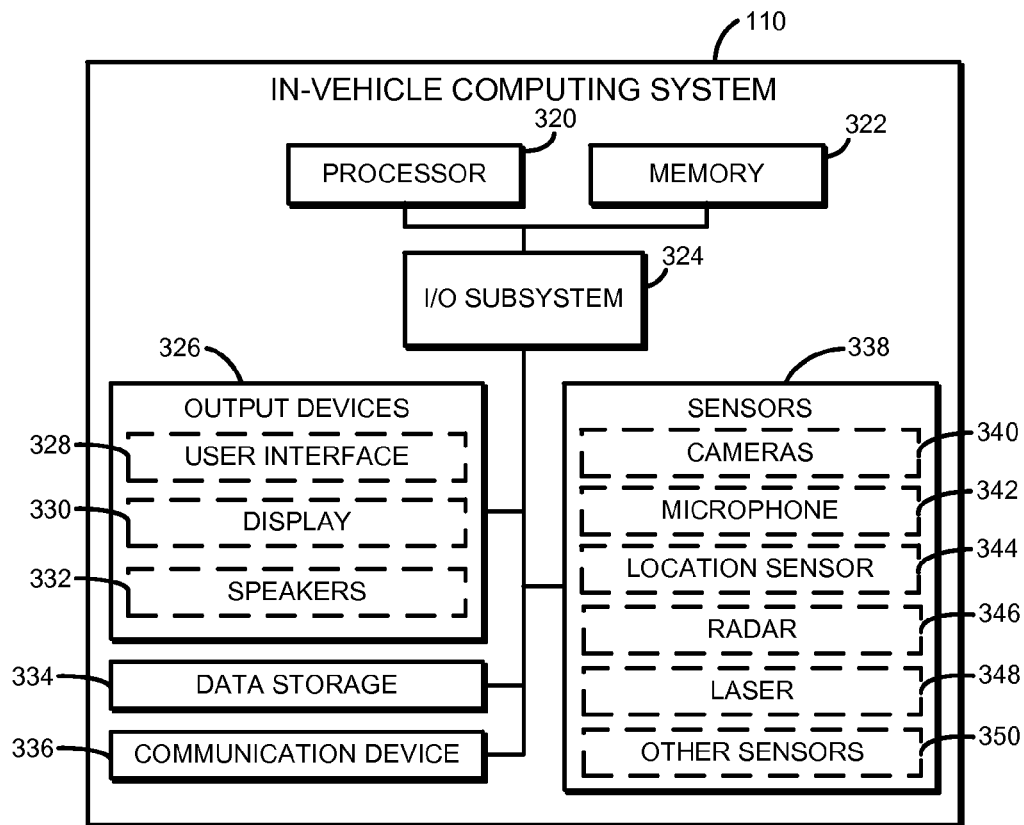 110
IN-VEHICLE COMPUTING SYSTEM
320
322
PROCESSOR
MEMORY
324
I/O SUBSYSTEM
326
338
OUTPUT DEVICES
328
USER INTERFACE
330
DISPLAY
332
SPEAKERS
334
DATA STORAGE
336
COMMUNICATION DEVICE
SENSORS
CAMERAS
340
MICROPHONE
342
LOCATION SENSOR
344
RADAR
346
LASER
348
OTHER SENSORS
350